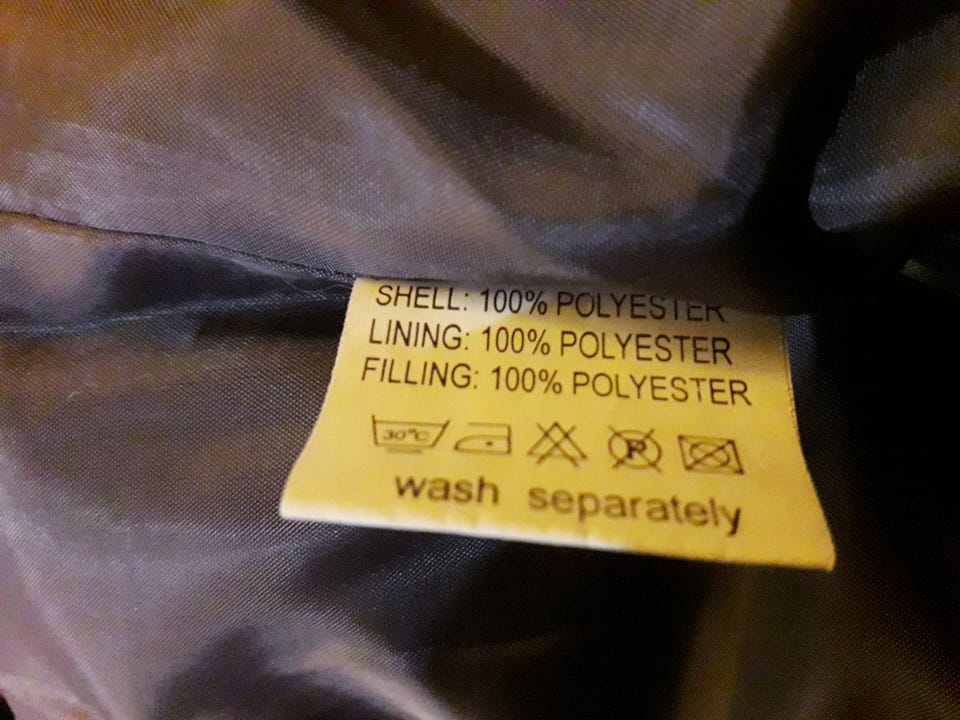 SHELL: 100% POLYESTER
LINING: 100% POLYESTER
FILLING: 100% POLYESTER
30°C P
wash separately